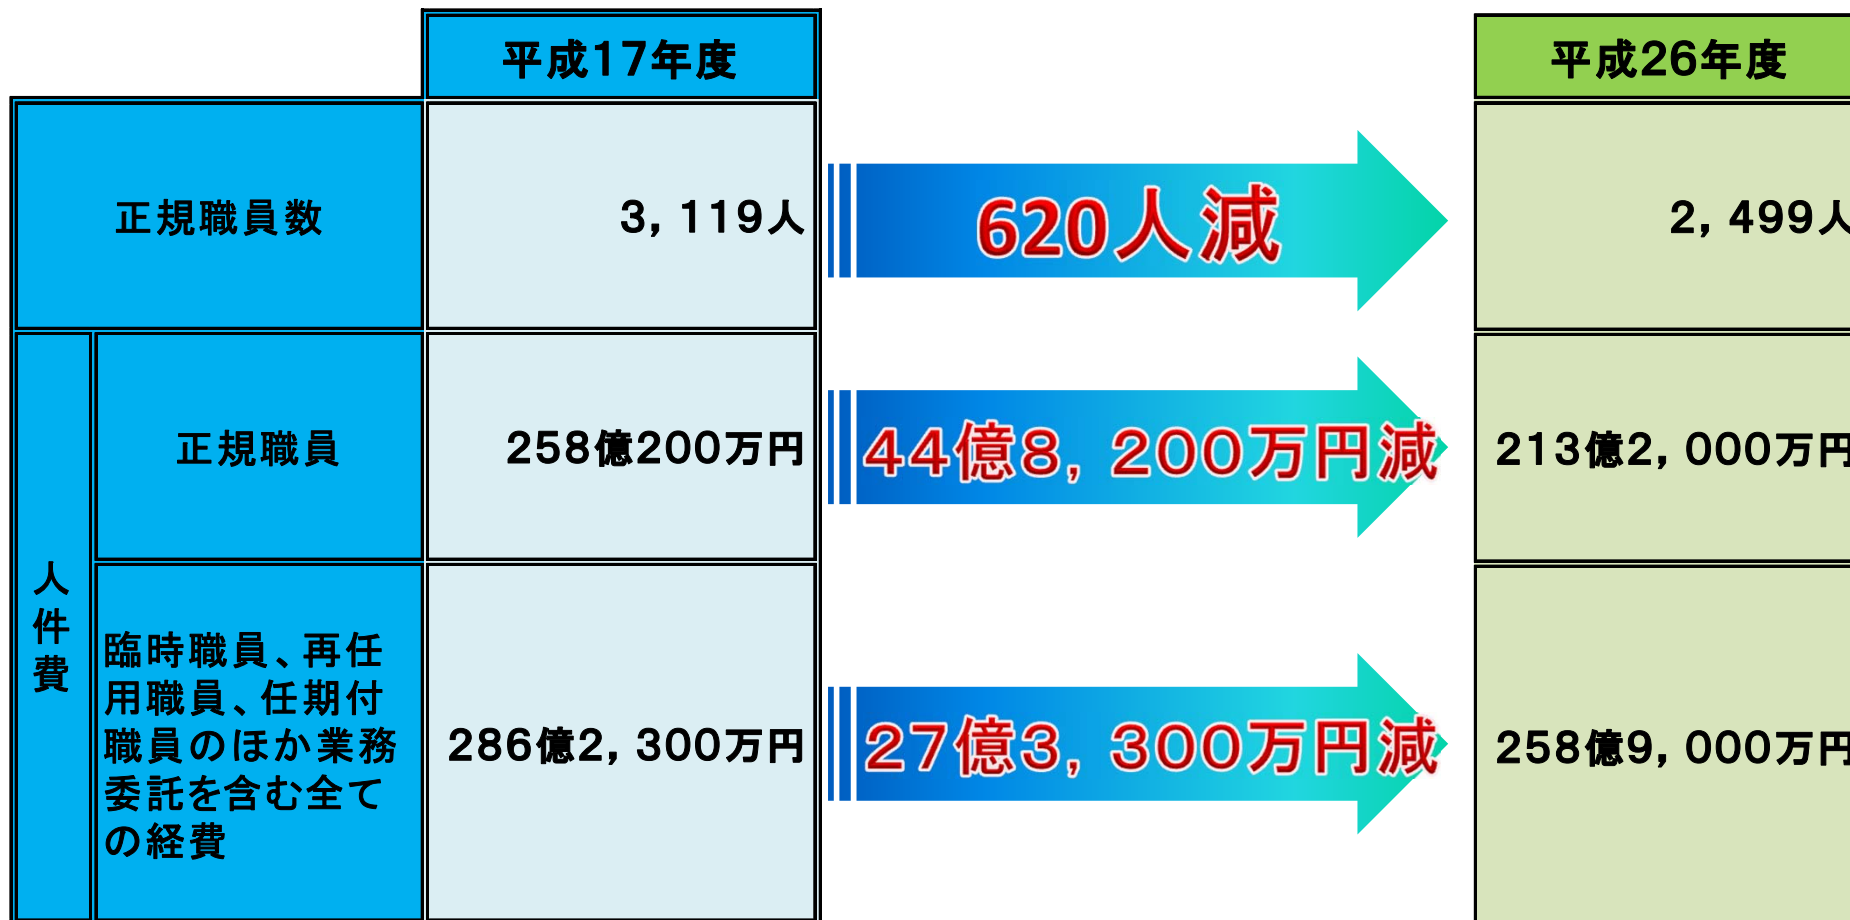 平成17年度
平成26年度
正規職員数
3，119人
620人減
2，499人
人件費
正規職員
258億200万円
44億8，200万円減
213億2，000万円
臨時職員、再任
用職員、任期付
職員のほか業務
委託を含む全て
の経費
286億2，300万円
27億3，300万円減
258億9，000万円